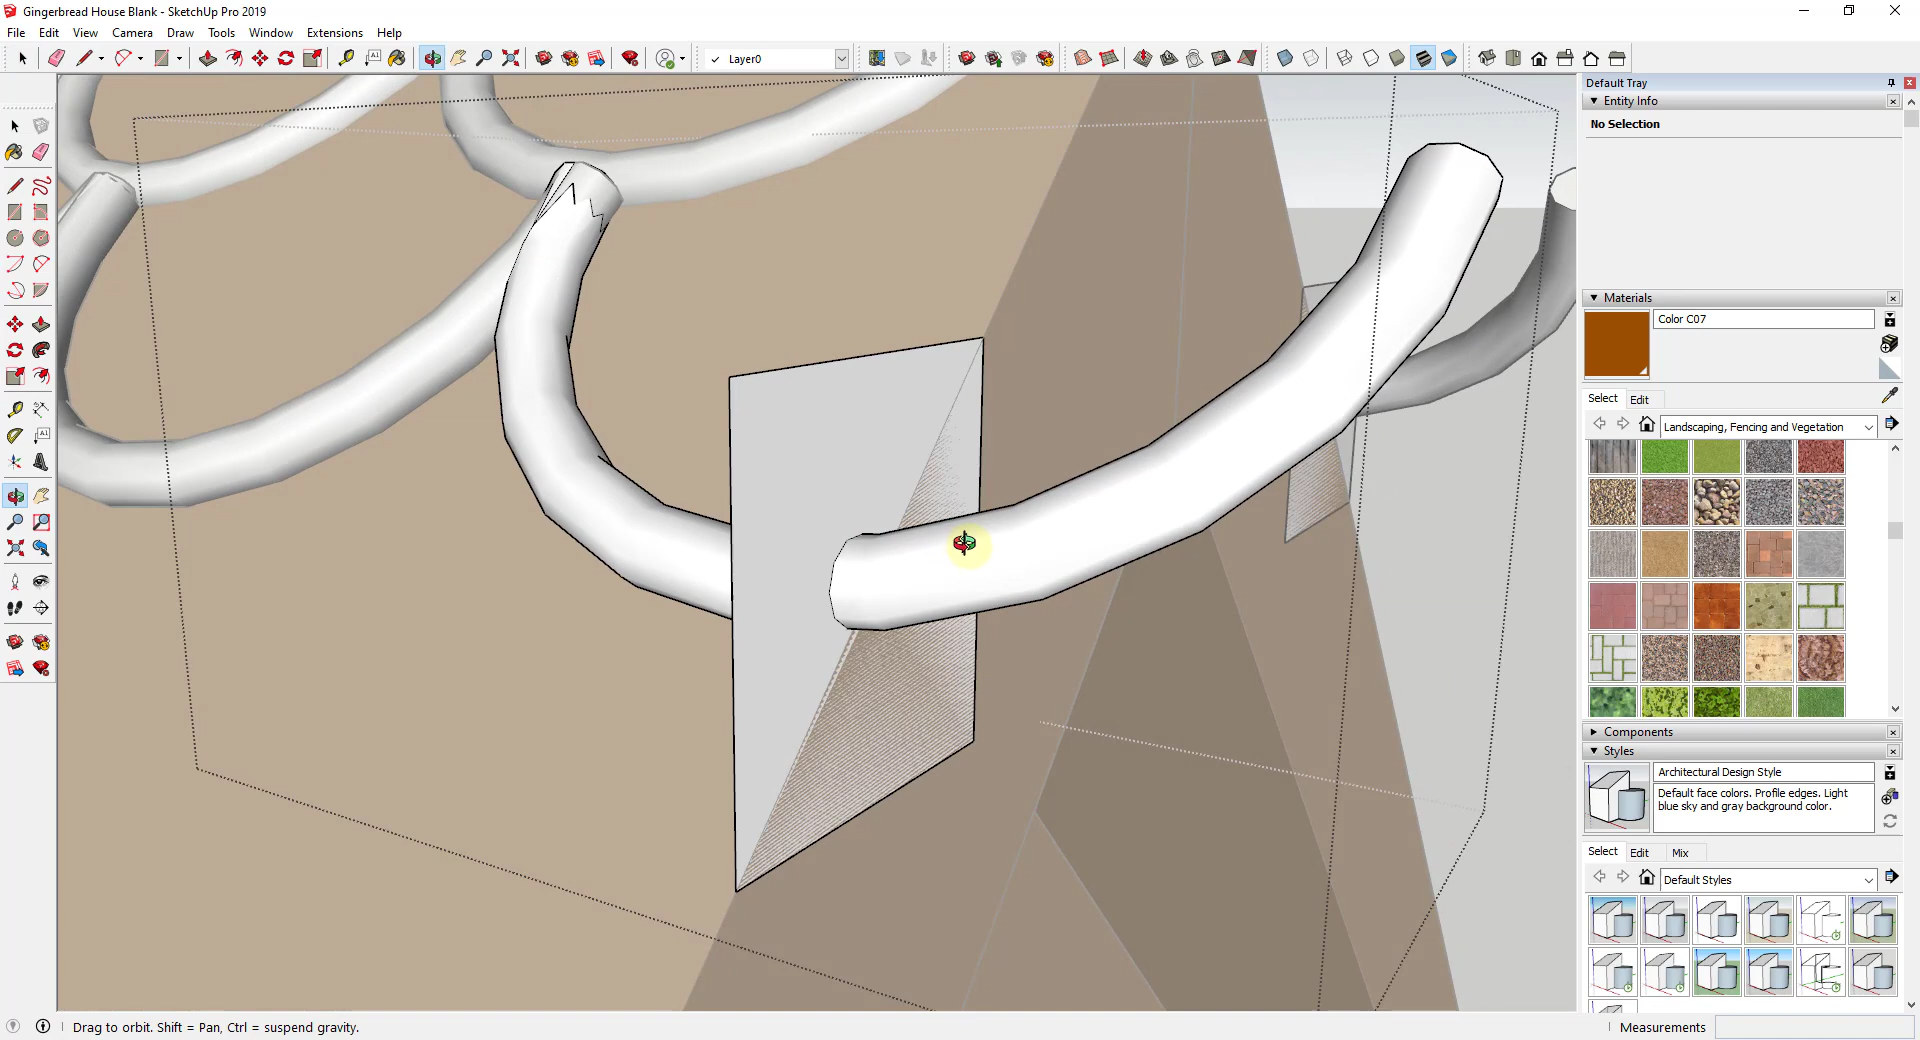 Gingerbread House Blank - SketchUp Pro 2019
File Edit View Camera Draw Tools Window Extensions Help
Layer0
Default Tray
Entity Info
No Selection
Materials
Color C07
Select Edit
Landscaping, Fencing and Vegetation
Components
Styles
Architectural Design Style
Default face colors. Profile edges. Light
blue sky and gray background color.
Select Edit Mix
Default Styles
Drag to orbit. Shift = Pan, Ctrl = suspend gravity.
Measurements